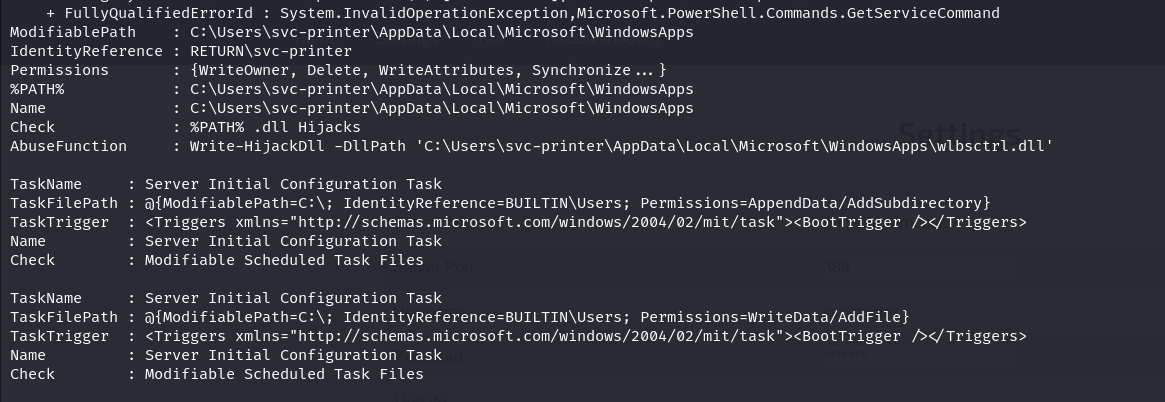 + FullyQualifiedErrorId : System.InvalidOperationException,Microsoft.PowerShell.Commands.GetServiceCommand
ModifiablePath    : C:\Users\svc-printer\AppData\Local\Microsoft\WindowsApps
IdentityReference : RETURN\svc-printer
Permissions       : {WriteOwner, Delete, WriteAttributes, Synchronize...}
%PATH%            : C:\Users\svc-printer\AppData\Local\Microsoft\WindowsApps
Name              : C:\Users\svc-printer\AppData\Local\Microsoft\WindowsApps
Check             : %PATH% .dll Hijacks
AbuseFunction     : Write-HijackDll -DllPath 'C:\Users\svc-printer\AppData\Local\Microsoft\WindowsApps\wlbsctrl.dll'
Settings
TaskName     : Server Initial Configuration Task
TaskFilePath : @{ModifiablePath=C:\; IdentityReference=BUILTIN\Users; Permissions=AppendData/AddSubdirectory}
TaskTrigger  : <Triggers xmlns="http://schemas.microsoft.com/windows/2004/02/mit/task"><BootTrigger /></Triggers>
Name         : Server Initial Configuration Task
Check        : Modifiable Scheduled Task Files
Server Port 389
TaskName     : Server Initial Configuration Task
TaskFilePath : @{ModifiablePath=C:\; IdentityReference=BUILTIN\Users; Permissions=WriteData/AddFile}
TaskTrigger  : <Triggers xmlns="http://schemas.microsoft.com/windows/2004/02/mit/task"><BootTrigger /></Triggers>
Name         : Server Initial Configuration Task
Check        : Modifiable Scheduled Task Files